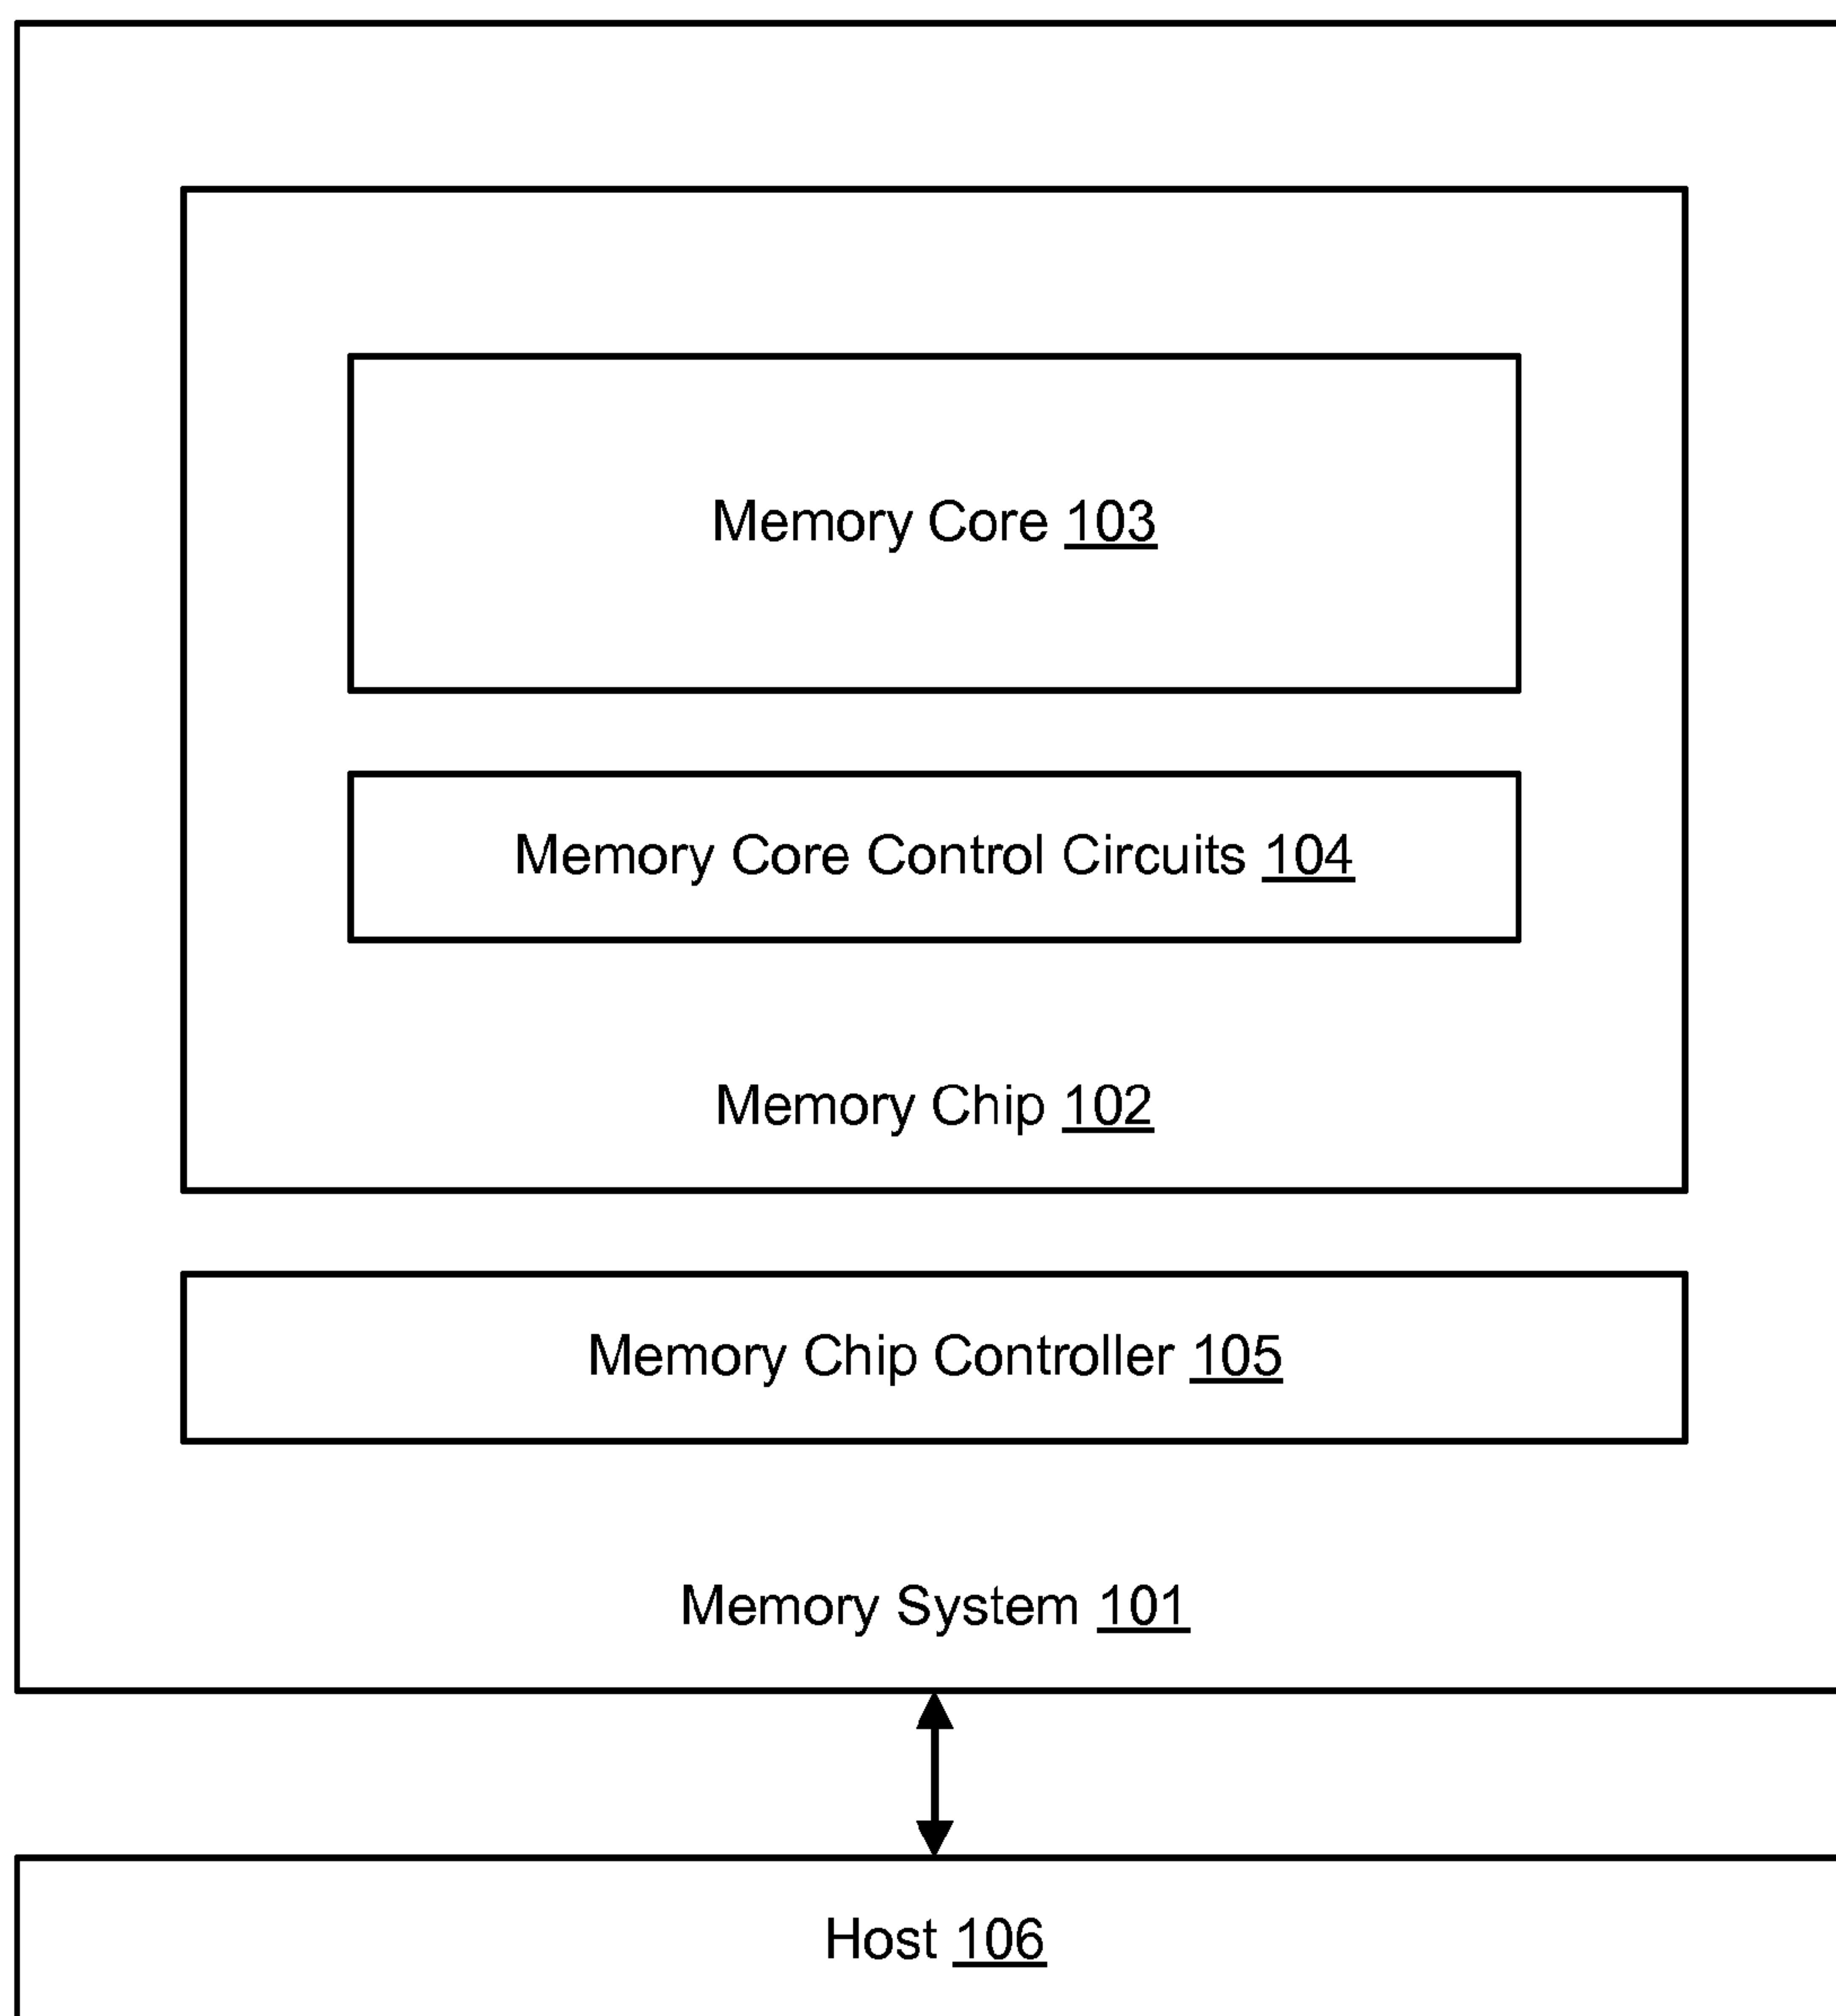 Memory Core 103
Memory Core Control Circuits 104
Memory Chip 102
Memory Chip Controller 105
Memory System 101
Host 106